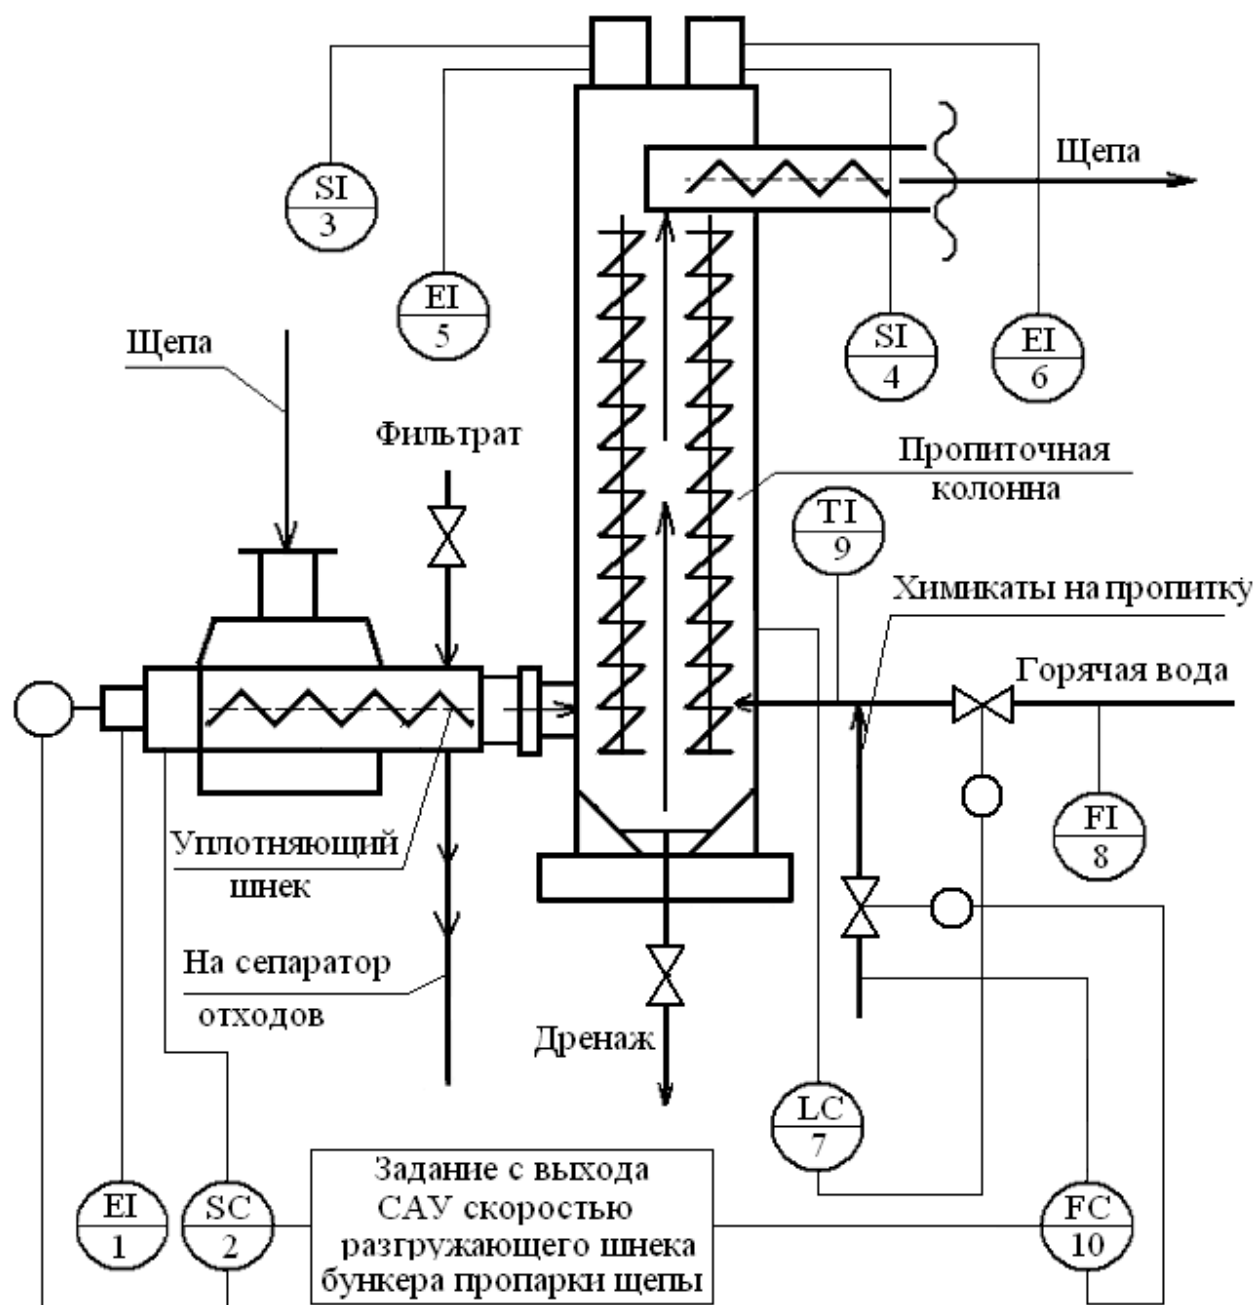 Щепа
SI
3
EI
5
SI
4
EI
6
Щепа
Фильтрат
Пропиточная
колонна
TI
9
Химикаты на пропитку
Горячая вода
FI
8
Уплотняющий
шнек
На сепаратор
отходов
Дренаж
LC
7
EI
1
SC
2
Задание с выхода
САУ скоростью
разгружающего шнека
бункера пропарки щепы
FC
10